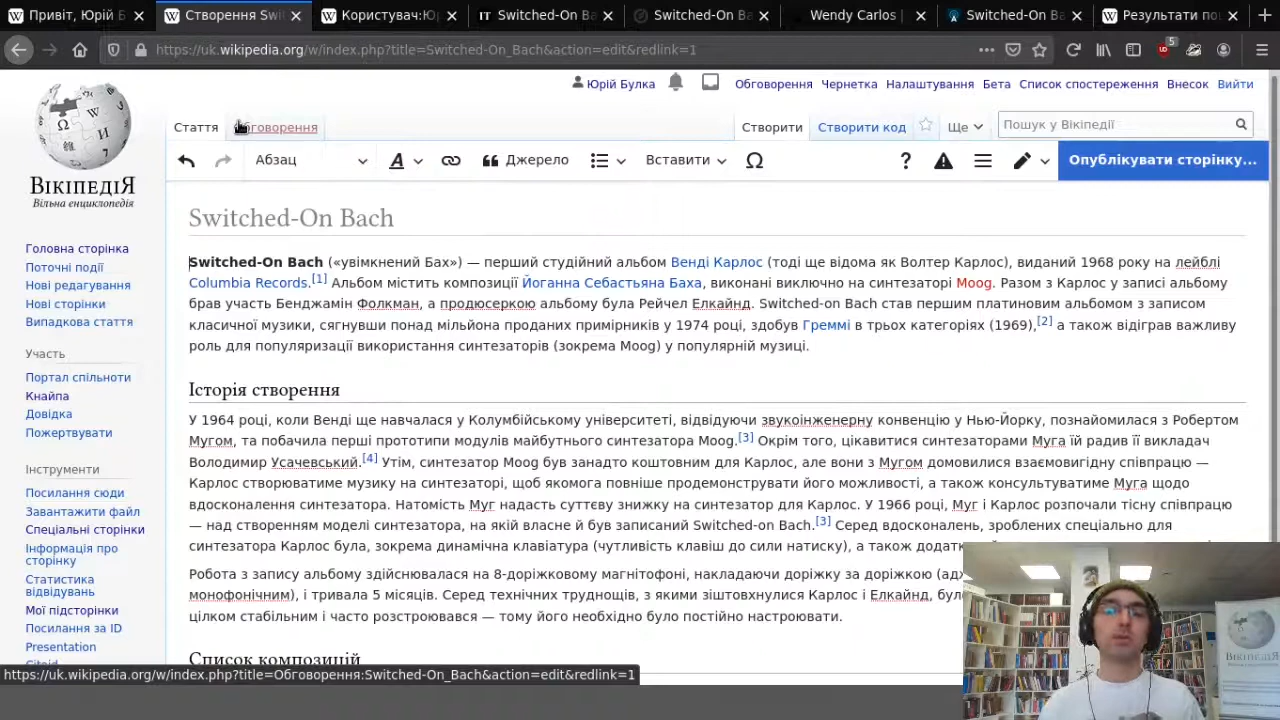 Привіт, Юрій Б
Створення Swit
Користувач:Юр
Switched-On Ba
Switched-On Ba
Wendy Carlos |
Switched-On Ba
Результати по
https://uk.wikipedia.org/w/index.php?title=Switched-On_Bach&action=edit&redlink=1
5
Юрій Булка
Обговорення
Чернетка
Налаштування
Бета
Список спостереження
Внесок
Вийти
Стаття
Обговорення
Створити
Створити код
Ще
Пошук у Вікіпедії
Абзац
Джерело
Вставити
Опублікувати сторінку...
ВІКІПЕДІЯ
Вільна енциклопедія
Головна сторінка
Поточні події
Нові редагування
Нові сторінки
Випадкова стаття
Участь
Портал спільноти
Кнайпа
Довідка
Пожертвувати
Інструменти
Посилання сюди
Завантажити файл
Спеціальні сторінки
Інформація про
сторінку
Статистика
відвідувань
Мої підсторінки
Посилання за ID
Presentation
Switched-On Bach
Switched-On Bach («увімкнений Бах») — перший студійний альбом Венді Карлос (тоді ще відома як Волтер Карлос), виданий 1968 року на лейблі
Columbia Records.[1] Альбом містить композиції Йоганна Себастьяна Баха, виконані виключно на синтезаторі Moog. Разом з Карлос у записі альбому
брав участь Бенджамін Фолкман, а продюсеркою альбому була Рейчел Елкайнд. Switched-on Bach став першим платиновим альбомом з записом
класичної музики, сягнувши понад мільйона проданих примірників у 1974 році, здобув Греммі в трьох категоріях (1969),[2] а також відіграв важливу
роль для популяризації використання синтезаторів (зокрема Moog) у популярній музиці.
Історія створення
У 1964 році, коли Венді ще навчалася у Колумбійському університеті, відвідуючи звукоінженерну конвенцію у Нью-Йорку, познайомилася з Робертом
Мугом, та побачила перші прототипи модулів майбутнього синтезатора Moog.[3] Окрім того, цікавитися синтезаторами Муга їй радив її викладач
Володимир Усачевський.[4] Утім, синтезатор Moog був занадто коштовним для Карлос, але вони з Мугом домовилися взаємовигідну співпрацю —
Карлос створюватиме музику на синтезаторі, щоб якомога повніше продемонструвати його можливості, а також консультуватиме Муга щодо
вдосконалення синтезатора. Натомість Муг надасть суттєву знижку на синтезатор для Карлос. У 1966 році, Муг і Карлос розпочали тісну співпрацю
— над створенням моделі синтезатора, на якій власне й був записаний Switched-on Bach.[3] Серед вдосконалень, зроблених спеціально для
синтезатора Карлос була, зокрема динамічна клавіатура (чутливість клавіш до сили натиску), а також додат
Робота з запису альбому здійснювалася на 8-доріжковому магнітофоні, накладаючи доріжку за доріжкою (адж
монофонічним), і тривала 5 місяців. Серед технічних труднощів, з якими зіштовхнулися Карлос і Елкайнд, бул
цілком стабільним і часто розстроювався — тому його необхідно було постійно настроювати.
Список композицій
https://uk.wikipedia.org/w/index.php?title=Обговорення:Switched-On_Bach&action=edit&redlink=1